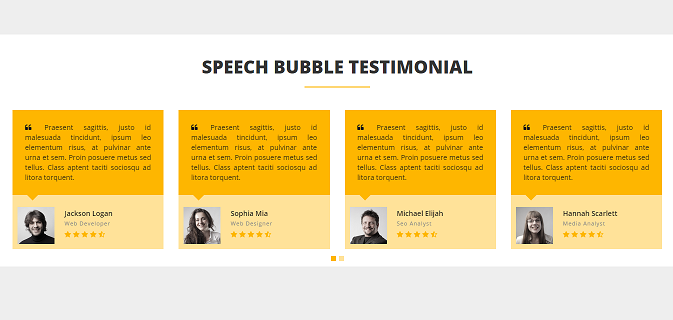 SPEECH BUBBLE TESTIMONIAL
Praesent sagittis, justo id
malesuada tincidunt, ipsum leo
elementum risus, at pulvinar ante
urna et sem. Proin posuere metus sed
tellus. Class aptent taciti sociosqu ad
litora torquent.
Jackson Logan
Web Developer
Praesent sagittis, justo id
malesuada tincidunt, ipsum leo
elementum risus, at pulvinar ante
urna et sem. Proin posuere metus sed
tellus. Class aptent taciti sociosqu ad
litora torquent.
Sophia Mia
Web Designer
Praesent sagittis, justo id
malesuada tincidunt, ipsum leo
elementum risus, at pulvinar ante
urna et sem. Proin posuere metus sed
tellus. Class aptent taciti sociosqu ad
litora torquent.
Michael Elijah
Seo Analyst
Praesent sagittis, justo id
malesuada tincidunt, ipsum leo
elementum risus, at pulvinar ante
urna et sem. Proin posuere metus sed
tellus. Class aptent taciti sociosqu ad
litora torquent.
Hannah Scarlett
Media Analyst